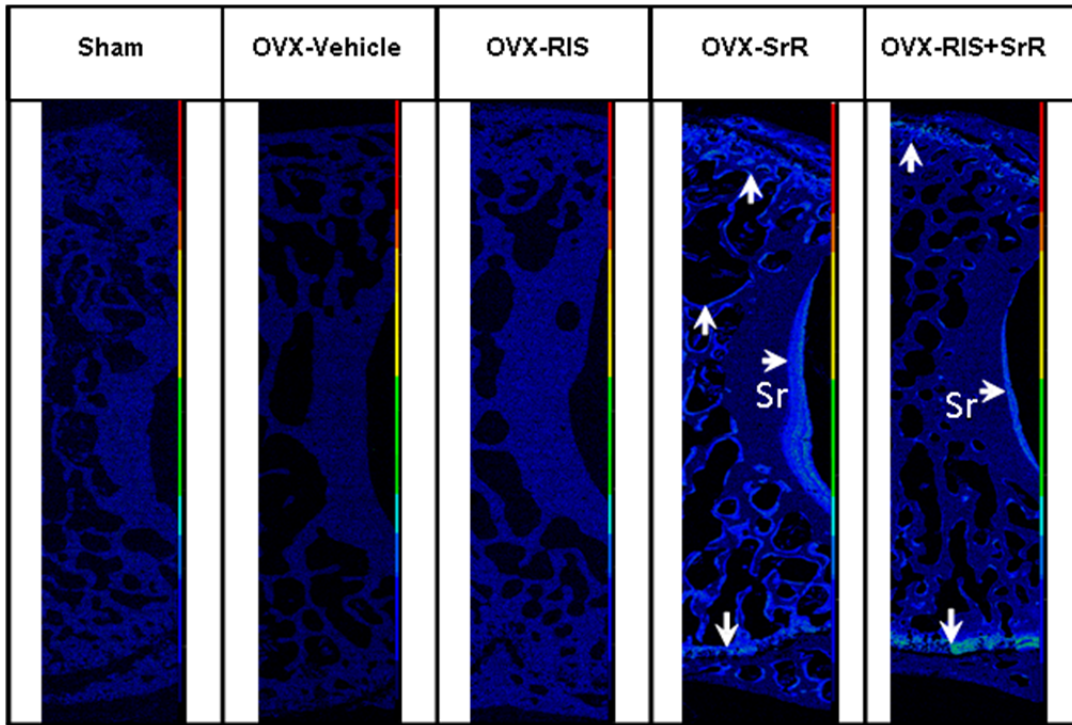 Sham
OVX-Vehicle
OVX-RIS
OVX-SrR
OVX-RIS+SrR
Sr
Sr